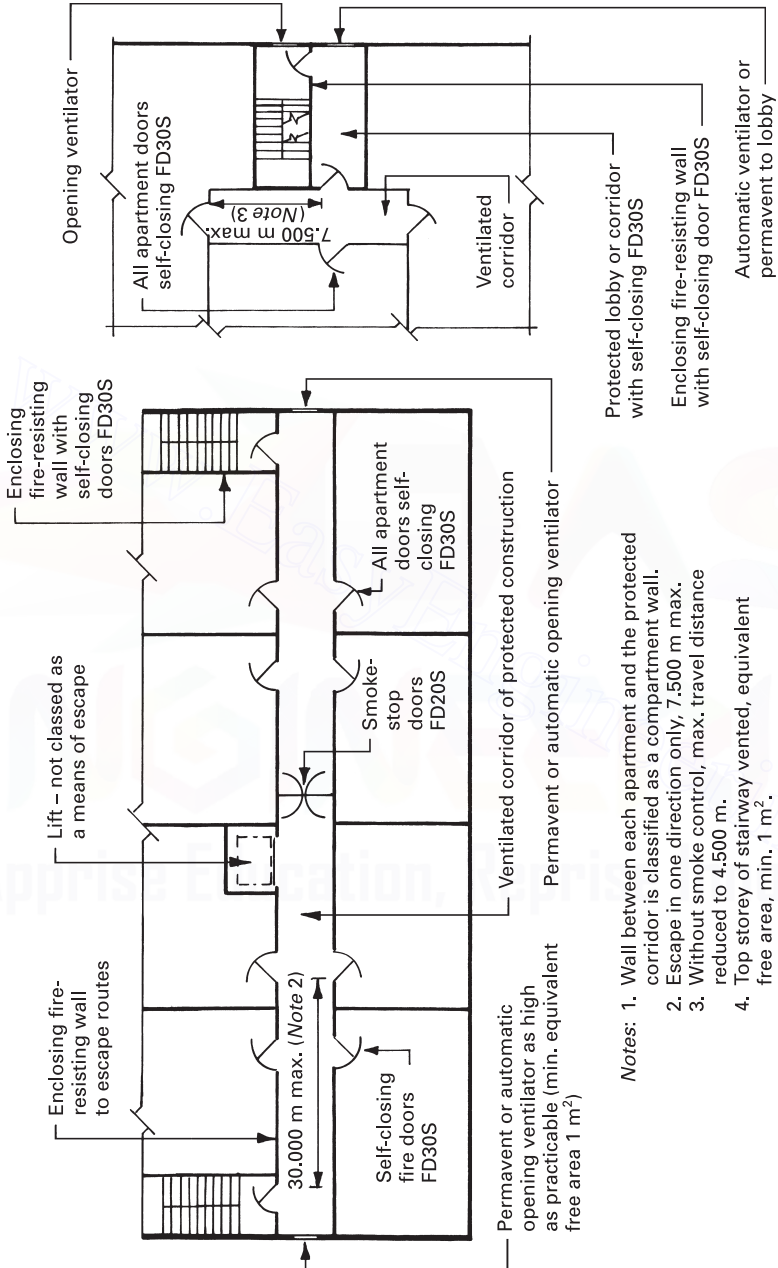 Enclosing fire-
resisting wall
to escape routes
Lift – not classed as
a means of escape
Enclosing
fire-resisting
wall with
self-closing
doors FD30S
30.000 m max. (Note 2)
Self-closing
fire doors
FD30S
Smoke-
stop
doors
FD20S
All apartment
doors self-
closing
FD30S
Permavent or automatic
opening ventilator as high
as practicable (min. equivalent
free area 1 m²)
Ventilated corridor of protected construction
Permavent or automatic opening ventilator
Notes: 1. Wall between each apartment and the protected
corridor is classified as a compartment wall.
2. Escape in one direction only, 7.500 m max.
3. Without smoke control, max. travel distance
reduced to 4.500 m.
4. Top storey of stairway vented, equivalent
free area, min. 1 m².
Opening ventilator
All apartment doors
self-closing FD30S
7.500 m max.
(Note 3)
Ventilated
corridor
Protected lobby or corridor
with self-closing FD30S
Enclosing fire-resisting wall
with self-closing door FD30S
Automatic ventilator or
permavent to lobby
www.EasyEngineering
Apprise Education, Repris